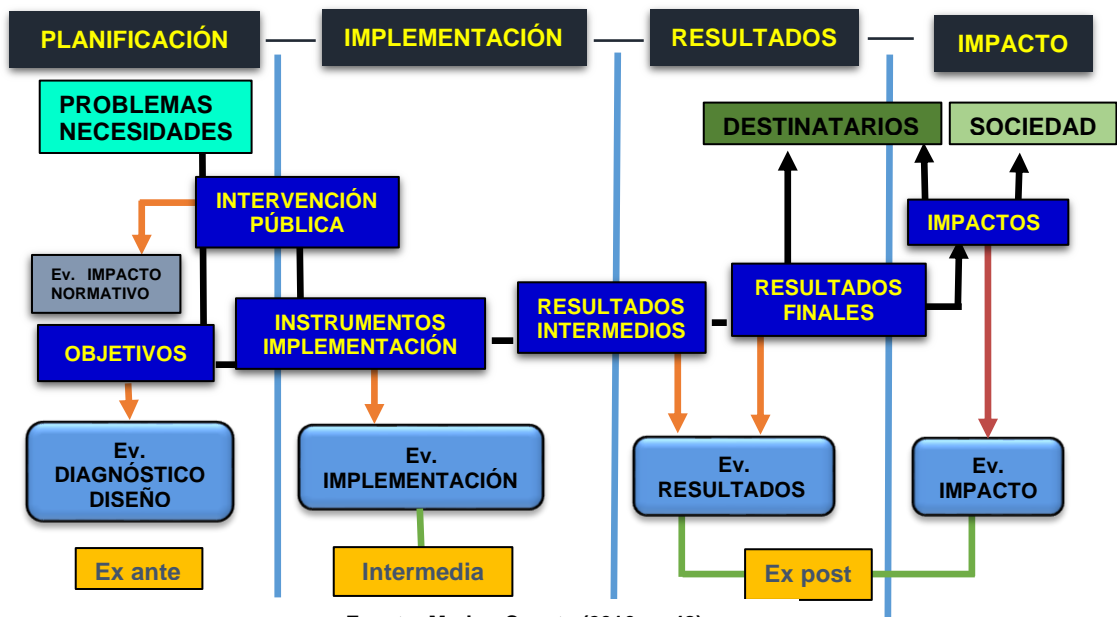 PLANIFICACIÓN
IMPLEMENTACIÓN
RESULTADOS
IMPACTO
PROBLEMAS
NECESIDADES
DESTINATARIOS
SOCIEDAD
INTERVENCIÓN
PÚBLICA
IMPACTOS
Ev. IMPACTO
NORMATIVO
RESULTADOS
FINALES
RESULTADOS
INTERMEDIOS
INSTRUMENTOS
IMPLEMENTACIÓN
OBJETIVOS
Ev.
DIAGNÓSTICO
DISEÑO
Ev.
IMPLEMENTACIÓN
Ev.
RESULTADOS
Ev.
IMPACTO
Ex ante
Intermedia
Ex post